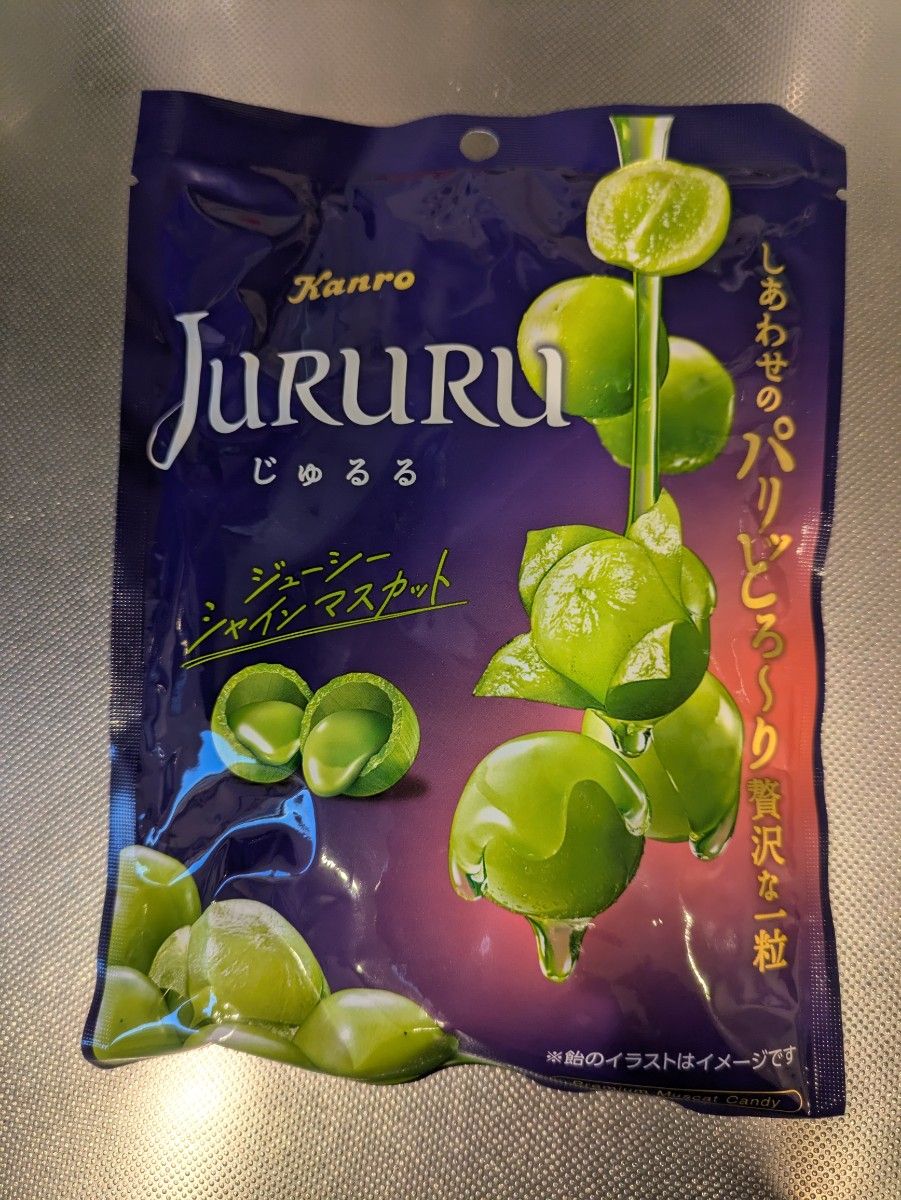 Kanro
JURURU
じゅるる
ジューシー
シャインマスカット
しあわせの パリッとろ～り 贅沢な一粒
※飴のイラストはイメージです
Muscat Candy